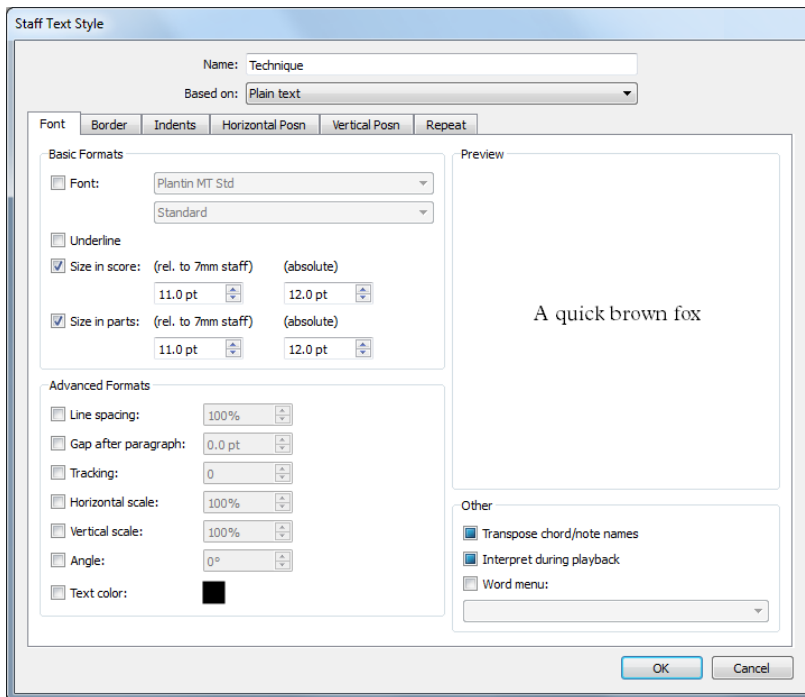 Staff Text Style
Name: Technique
Based on: Plain text
Font Border Indents Horizontal Posn Vertical Posn Repeat
Basic Formats
Font: Plantin MT Std
Standard
Underline
Size in score: (rel. to 7mm staff) (absolute)
11.0 pt 12.0 pt
Size in parts: (rel. to 7mm staff) (absolute)
11.0 pt 12.0 pt
Advanced Formats
Line spacing: 100%
Gap after paragraph: 0.0 pt
Tracking: 0
Horizontal scale: 100%
Vertical scale: 100%
Angle: 0°
Text color:
Preview
A quick brown fox
Other
Transpose chord/note names
Interpret during playback
Word menu:
OK Cancel